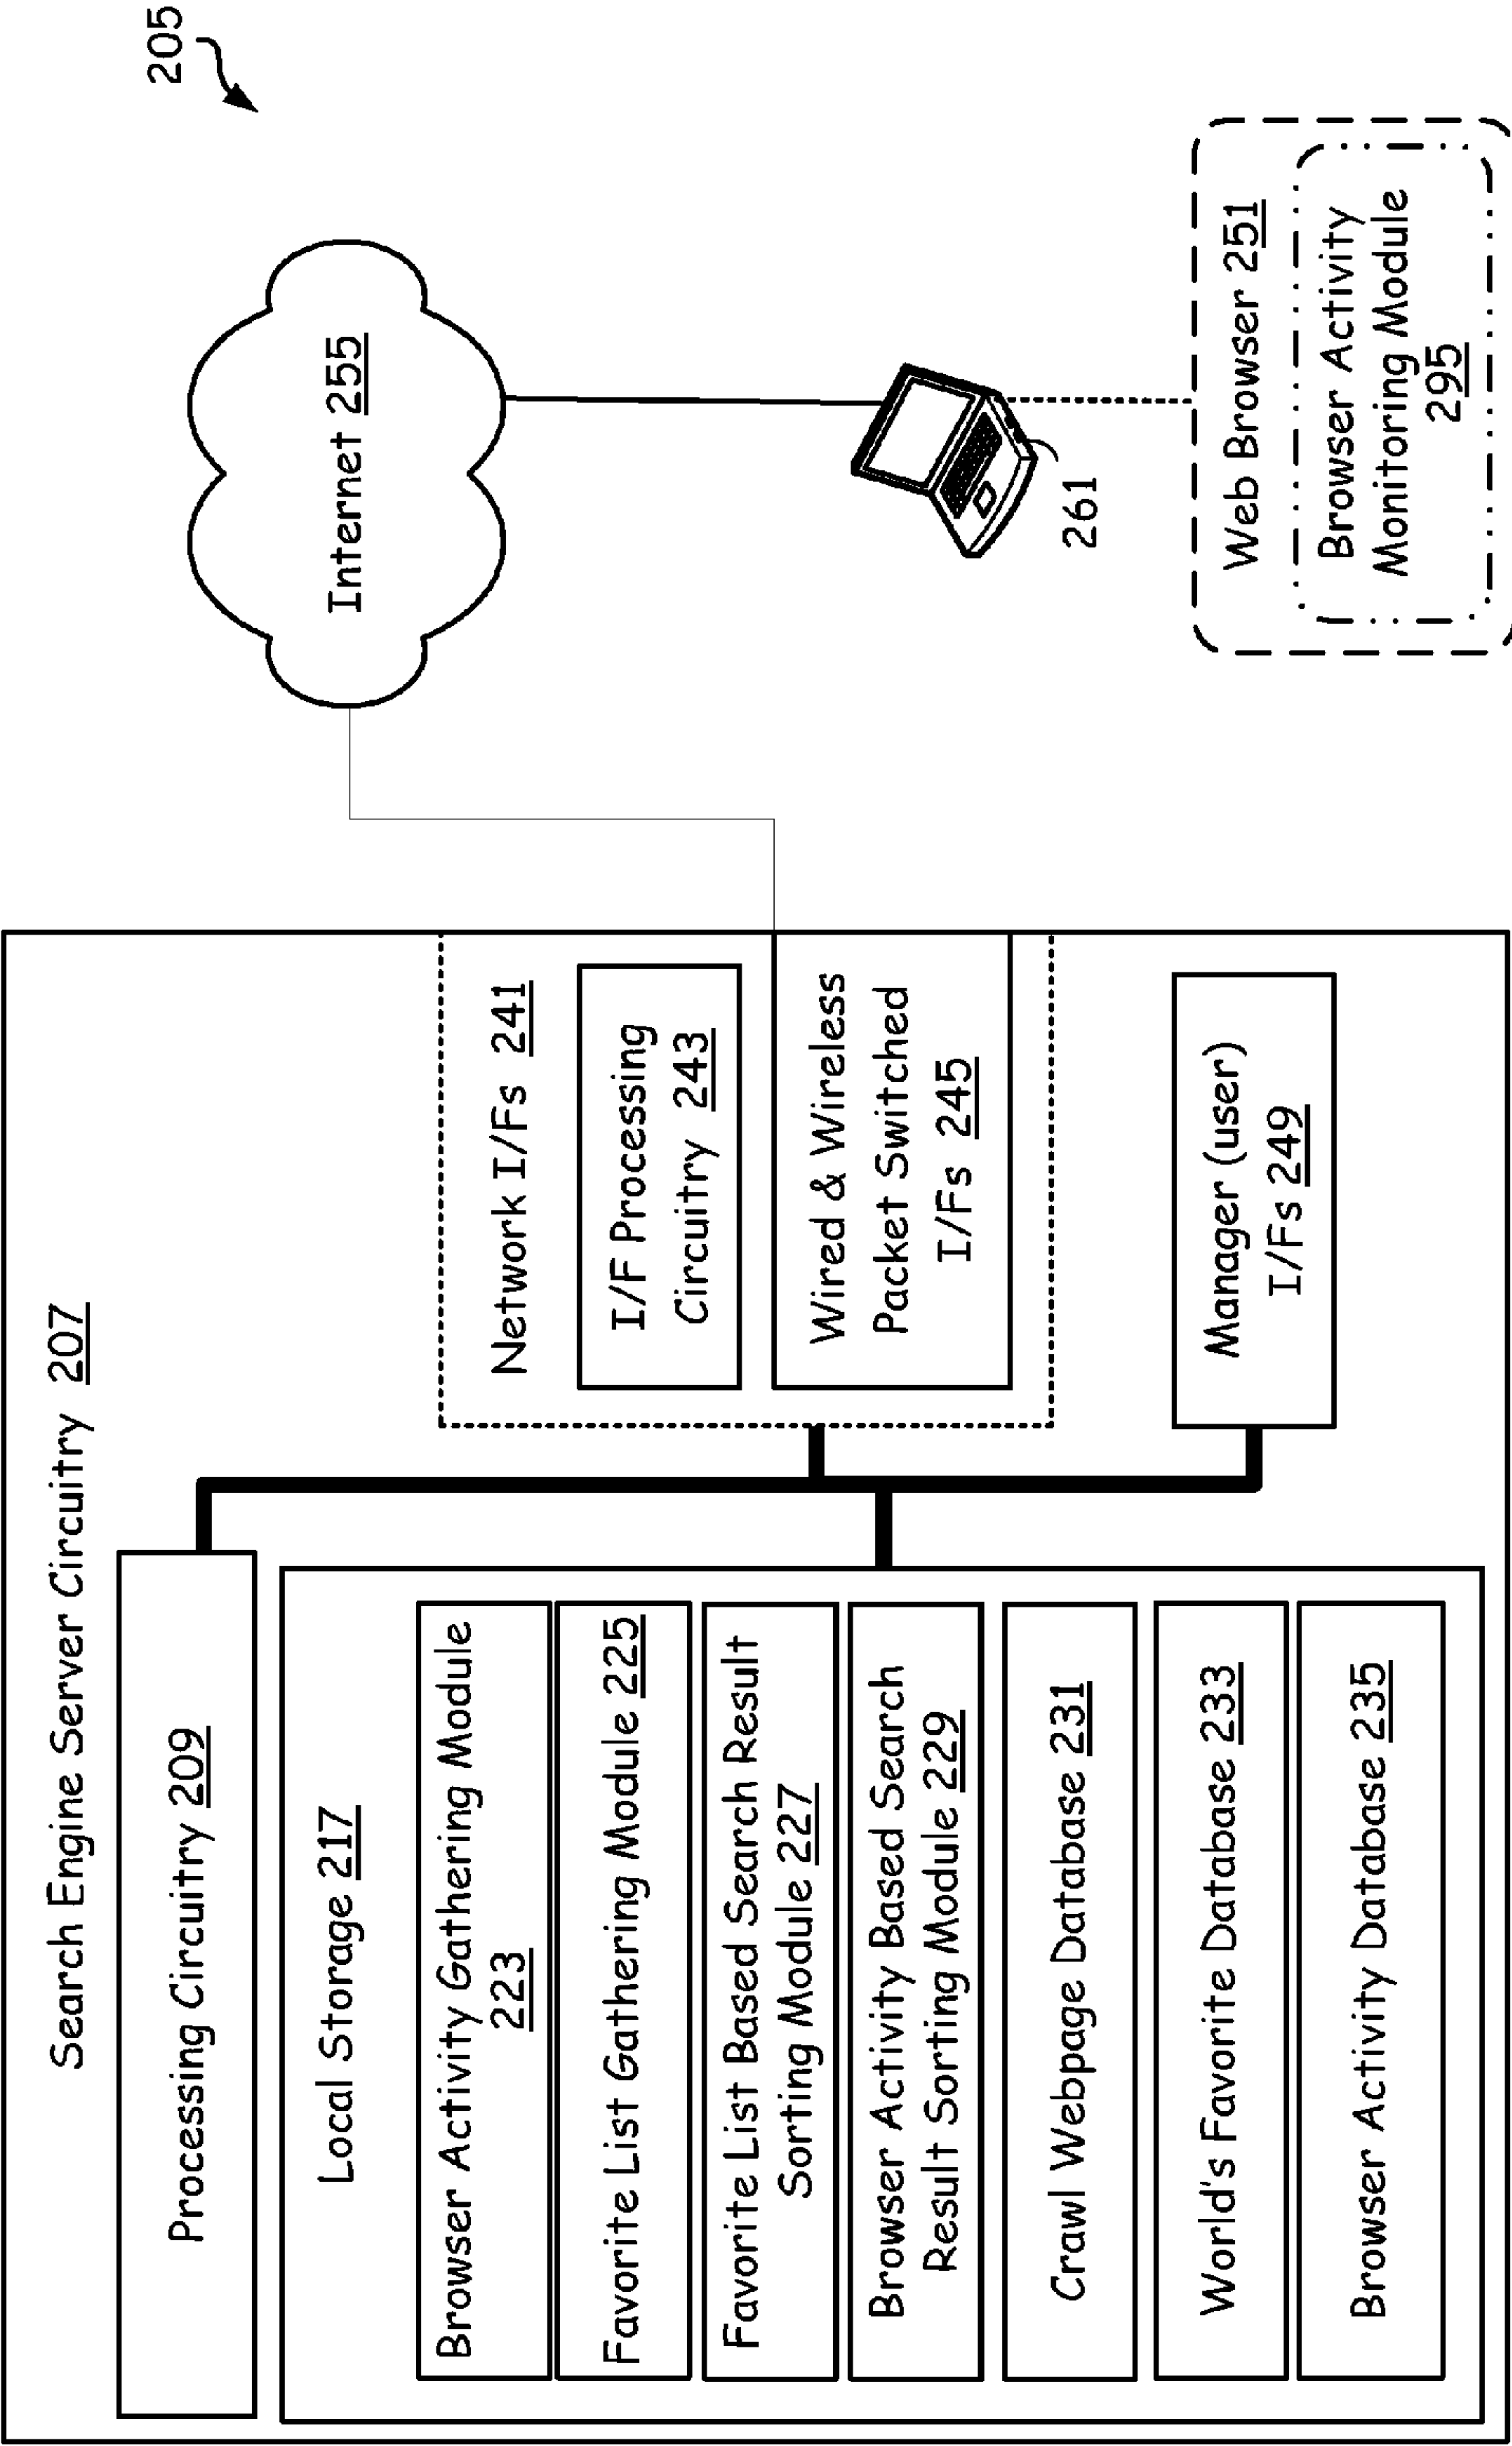 205
Search Engine Server Circuitry 207
Processing Circuitry 209
Local Storage 217
Browser Activity Gathering Module
223
Favorite List Gathering Module 225
Favorite List Based Search Result
Sorting Module 227
Browser Activity Based Search
Result Sorting Module 229
Crawl Webpage Database 231
World's Favorite Database 233
Browser Activity Database 235
Network I/Fs 241
I/F Processing
Circuitry 243
Wired & Wireless
Packet Switched
I/Fs 245
Manager (user)
I/Fs 249
Internet 255
261
Web Browser 251
Browser Activity
Monitoring Module
295